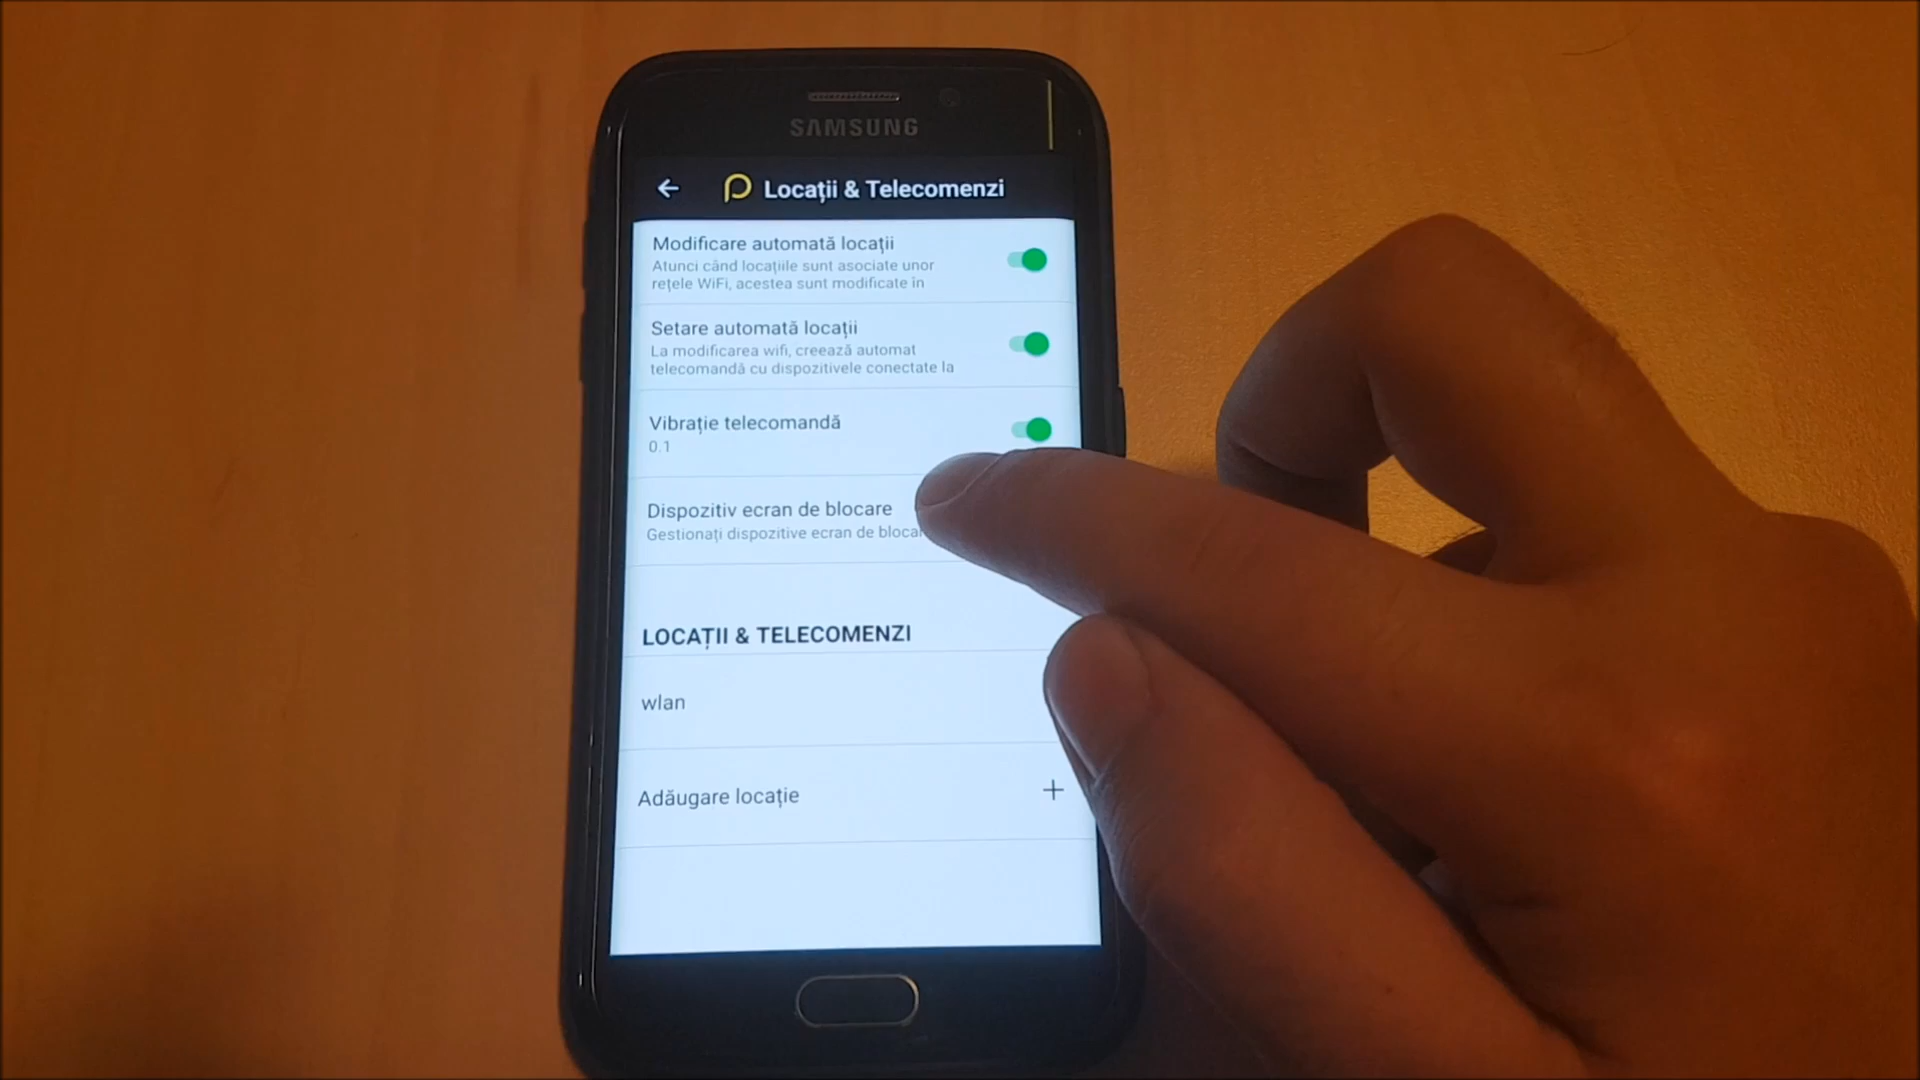 SAMSUNG
Locații & Telecomenzi
Modificare automată locații
Atunci când locațiile sunt asociate unor
rețele WiFi, acestea sunt modificate în
Setare automată locații
La modificarea wifi, creează automat
telecomandă cu dispozitivele conectate la
Vibrație telecomandă
0.1
Dispozitiv ecran de blocare
Gestionați dispozitive ecran de
LOCAȚII & TELECOMENZI
wlan
Adăugare locație